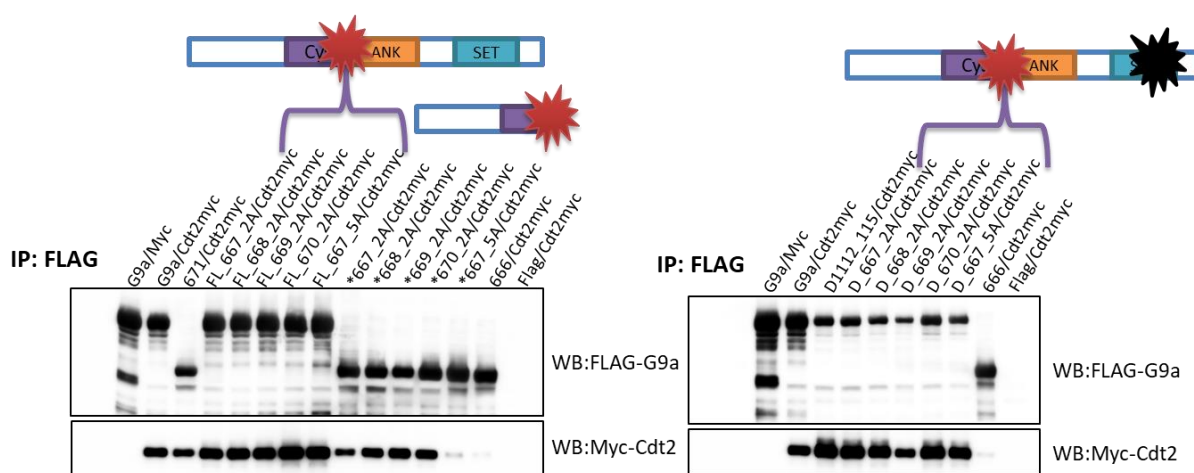 Cy ANK SET
Cy ANK S
G9a/Myc
G9a/Cdt2myc
671/Cdt2myc
FL_667_2A/Cdt2myc
FL_668_2A/Cdt2myc
FL_669_2A/Cdt2myc
FL_670_2A/Cdt2myc
FL_667_5A/Cdt2myc
*667_2A/Cdt2myc
*668_2A/Cdt2myc
*669_2A/Cdt2myc
*670_2A/Cdt2myc
*667_5A/Cdt2myc
666/Cdt2myc
Flag/Cdt2myc
IP: FLAG
WB:FLAG-G9a
WB:Myc-Cdt2
G9a/Myc
G9a/Cdt2myc
D1112_115/Cdt2myc
D_667_2A/Cdt2myc
D_668_2A/Cdt2myc
D_669_2A/Cdt2myc
D_670_2A/Cdt2myc
D_667_5A/Cdt2myc
666/Cdt2myc
Flag/Cdt2myc
IP: FLAG
WB:FLAG-G9a
WB:Myc-Cdt2